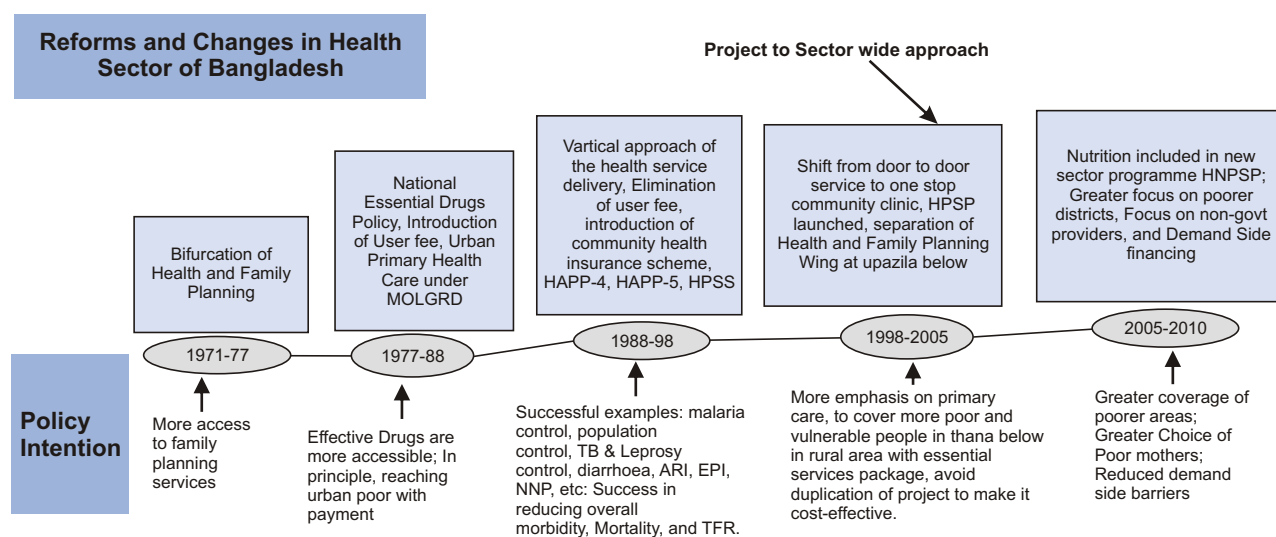 Reforms and Changes in Health
Sector of Bangladesh
Project to Sector wide approach
Bifurcation of
Health and Family
Planning
National
Essential Drugs
Policy, Introduction
of User fee, Urban
Primary Health
Care under
MOLGRD
Vartical approach of
the health service
delivery, Elimination
of user fee,
introduction of
community health
insurance scheme,
HAPP-4, HAPP-5, HPSS
Shift from door to door
service to one stop
community clinic, HPSP
launched, separation of
Health and Family Planning
Wing at upazila below
Nutrition included in new
sector programme HNPSP;
Greater focus on poorer
districts, Focus on non-govt
providers, and Demand Side
financing
1971-77
1977-88
1988-98
1998-2005
2005-2010
Policy
Intention
More access
to family
planning
services
Effective Drugs are
more accessible; In
principle, reaching
urban poor with
payment
Successful examples: malaria
control, population
control, TB & Leprosy
control, diarrhoea, ARI, EPI,
NNP, etc: Success in
reducing overall
morbidity, Mortality, and TFR.
More emphasis on primary
care, to cover more poor and
vulnerable people in thana below
in rural area with essential
services package, avoid
duplication of project to make it
cost-effective.
Greater coverage of
poorer areas;
Greater Choice of
Poor mothers;
Reduced demand
side barriers